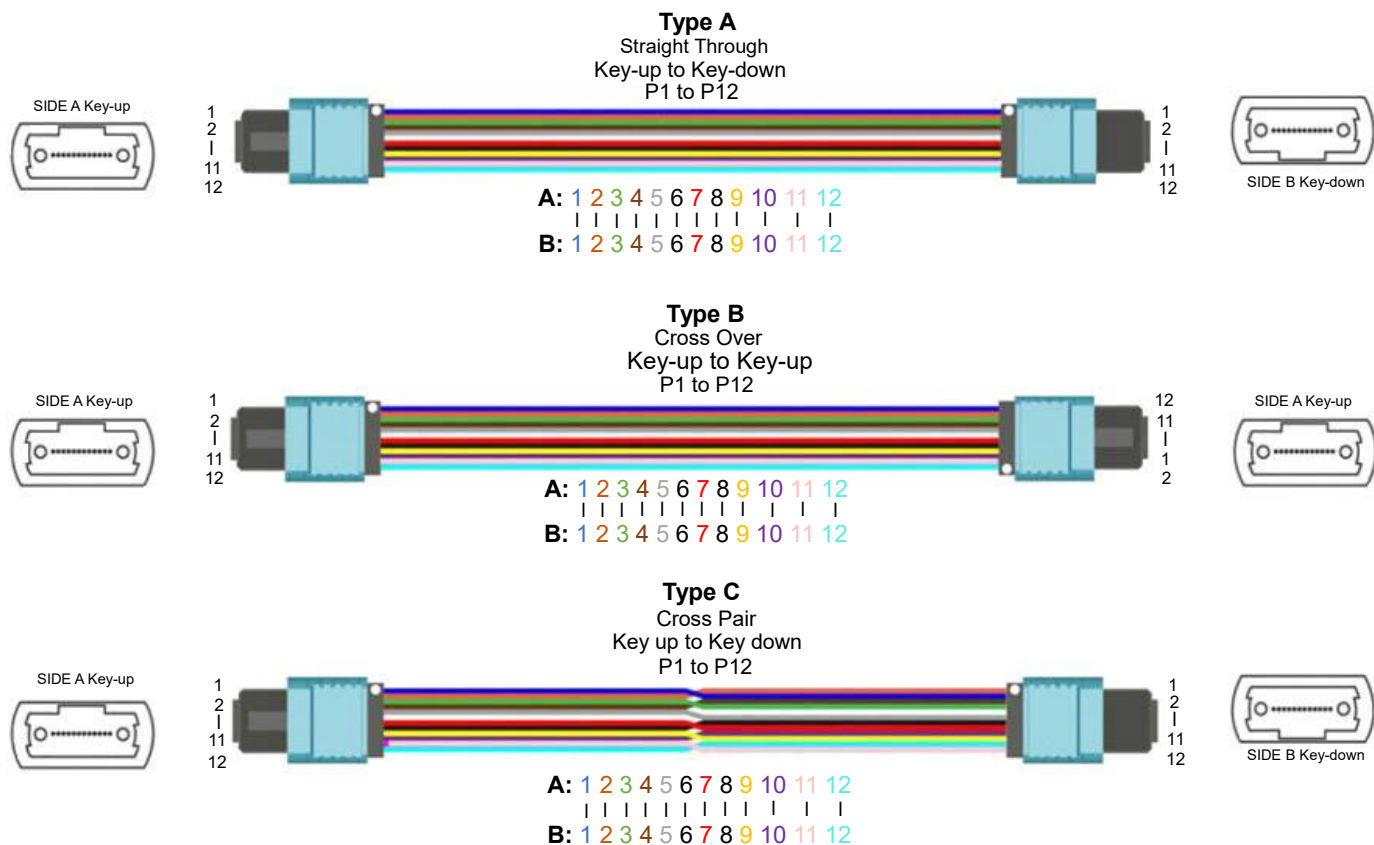 Type A
Straight Through
Key-up to Key-down
P1 to P12
SIDE A Key-up
1
2
|
11
12
1
2
|
11
12
SIDE B Key-down
A: 1 2 3 4 5 6 7 8 9 10 11 12
| | | | | | | | | | | |
B: 1 2 3 4 5 6 7 8 9 10 11 12
Type B
Cross Over
Key-up to Key-up
P1 to P12
SIDE A Key-up
1
2
|
11
12
12
11
|
1
2
SIDE A Key-up
A: 1 2 3 4 5 6 7 8 9 10 11 12
| | | | | | | | | | | |
B: 1 2 3 4 5 6 7 8 9 10 11 12
Type C
Cross Pair
Key up to Key down
P1 to P12
SIDE A Key-up
1
2
|
11
12
1
2
|
11
12
SIDE B Key-down
A: 1 2 3 4 5 6 7 8 9 10 11 12
| | | | | | | | | | | |
B: 1 2 3 4 5 6 7 8 9 10 11 12